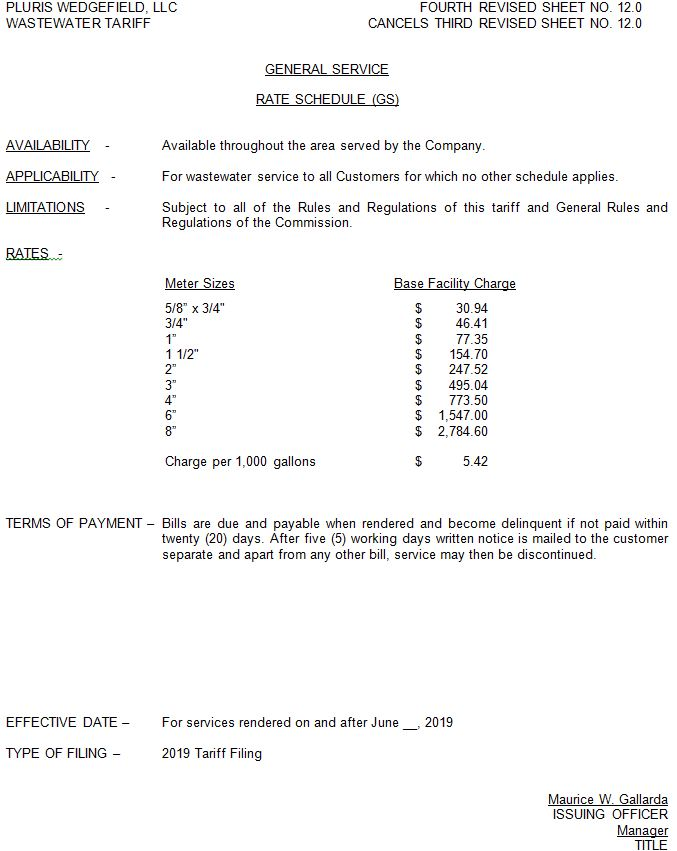 PLURIS WEDGEFIELD, LLC FOURTH REVISED SHEET NO. 12.0
WASTEWATER TARIFF CANCELS THIRD REVISED SHEET NO. 12.0
GENERAL SERVICE
RATE SCHEDULE (GS)
AVAILABILITY - Available throughout the area served by the Company.
APPLICABILITY - For wastewater service to all Customers for which no other schedule applies.
LIMITATIONS - Subject to all of the Rules and Regulations of this tariff and General Rules and
Regulations of the Commission.
RATES -
Meter Sizes Base Facility Charge
5/8” x 3/4" $ 30.94
3/4" $ 46.41
1” $ 77.35
1 1/2" $ 154.70
2” $ 247.52
3” $ 495.04
4” $ 773.50
6” $ 1,547.00
8” $ 2,784.60
Charge per 1,000 gallons $ 5.42
TERMS OF PAYMENT – Bills are due and payable when rendered and become delinquent if not paid within
twenty (20) days. After five (5) working days written notice is mailed to the customer
separate and apart from any other bill, service may then be discontinued.
EFFECTIVE DATE – For services rendered on and after June __, 2019
TYPE OF FILING – 2019 Tariff Filing
Maurice W. Gallarda
ISSUING OFFICER
Manager
TITLE